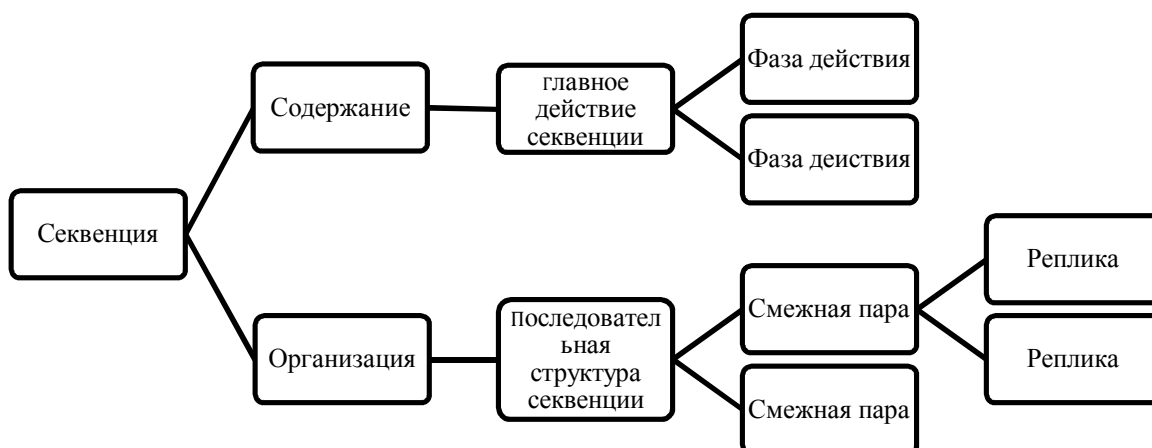 Секвенция
Содержание
главное
действие
секвенции
Фаза действия
Фаза деиствия
Организация
Последовател
ьная
структура
секвенции
Смежная пара
Реплика
Реплика
Смежная пара